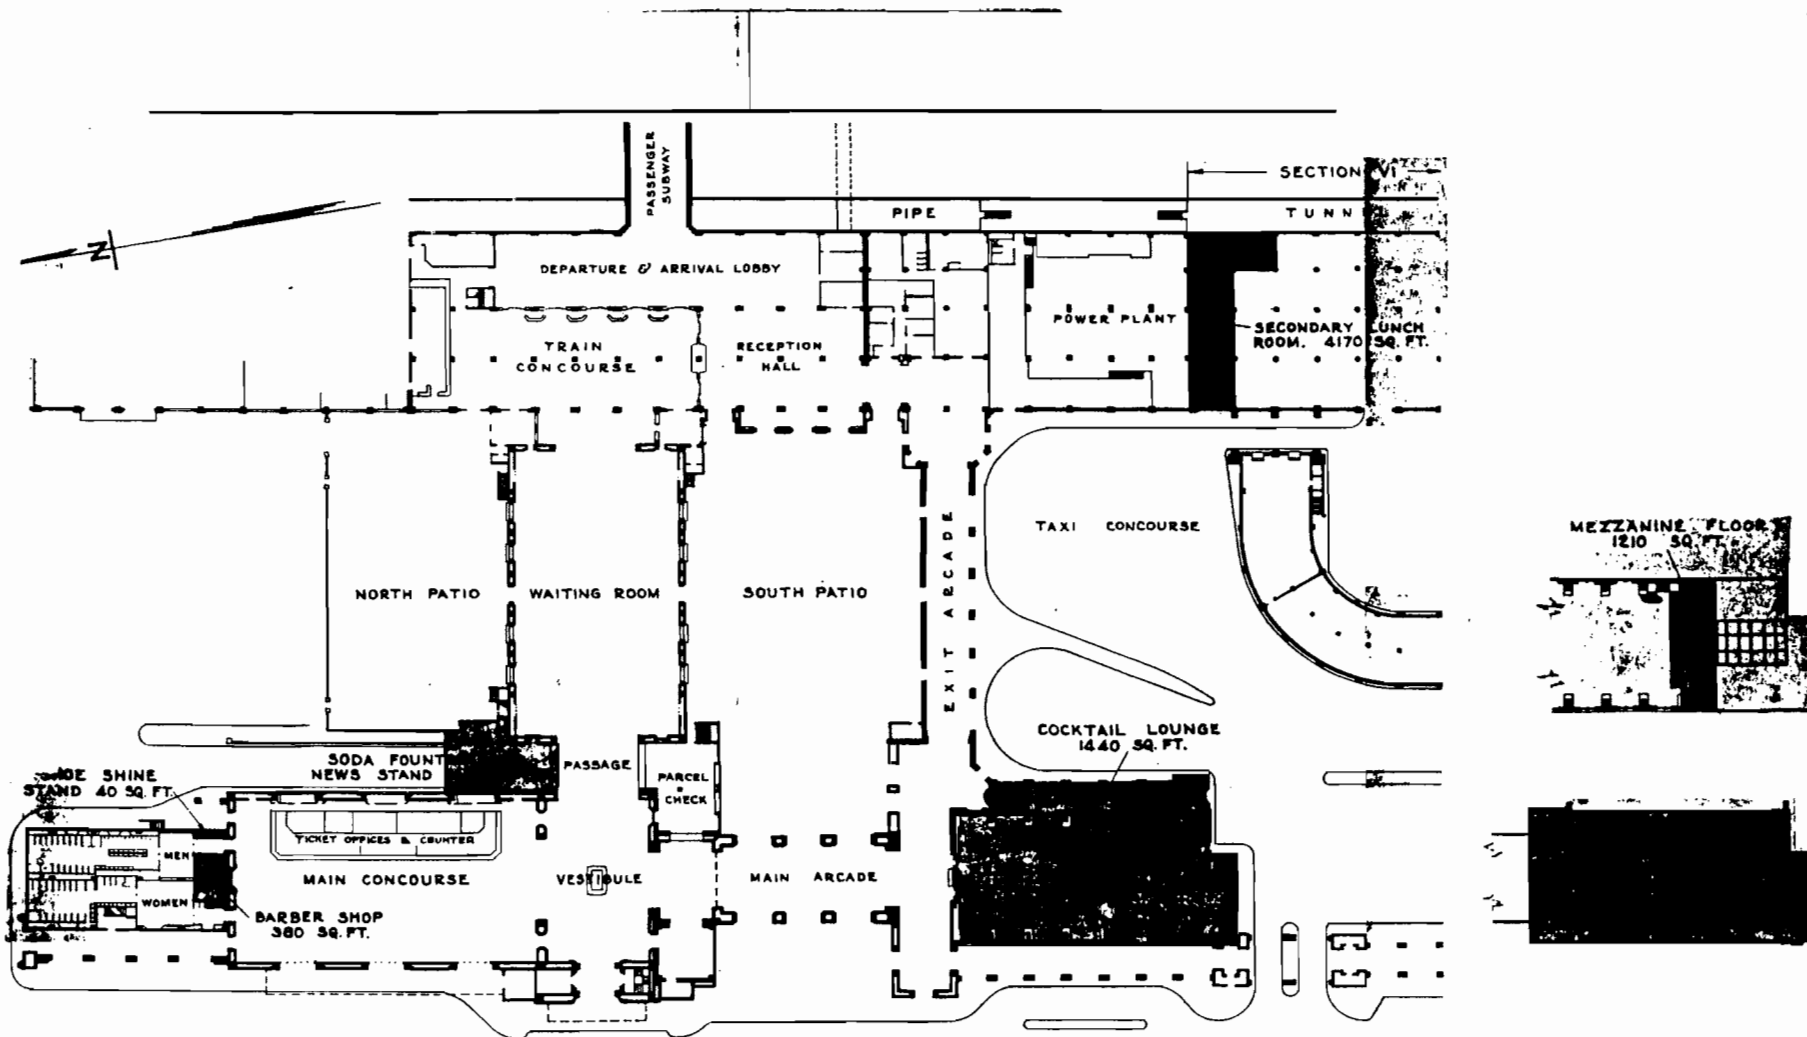 PASSENGER
SUBWAY
SECTION VI
PIPE
TUNN
N
DEPARTURE & ARRIVAL LOBBY
POWER PLANT
SECONDARY LUNCH
ROOM. 4170 SQ. FT.
TRAIN
CONCOURSE
RECEPTION
HALL
TAXI CONCOURSE
EXIT ARCADE
MEZZANINE FLOOR
1210 SQ. FT.
NORTH PATIO
WAITING ROOM
SOUTH PATIO
COCKTAIL LOUNGE
1440 SQ. FT.
SODA FOUNT
NEWS STAND
PASSAGE
PARCEL
&
CHECK
SHINE
STAND 40 SQ. FT.
TICKET OFFICES & COUNTER
MEN
WOMEN
MAIN CONCOURSE
VESTIBULE
MAIN ARCADE
BARBER SHOP
380 SQ. FT.